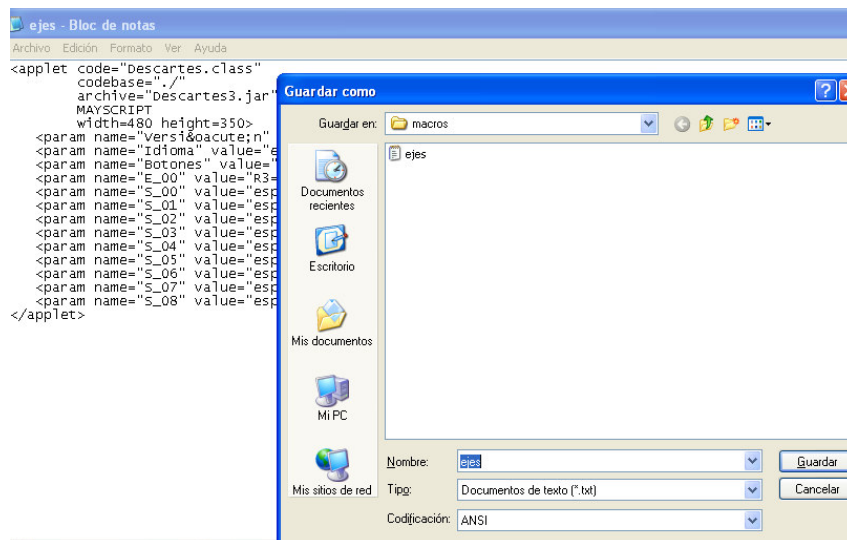 ejes - Bloc de notas
Archivo Edición Formato Ver Ayuda
<applet code="Descartes.class"
codebase="./"
archive="Descartes3.jar"
MAYSCRIPT
width=480 height=350>
<param name="Versi&oacute;n"
<param name="Idioma" value="e
<param name="Botones" value="
<param name="E_00" value="R3=
<param name="S_00" value="esp
<param name="S_01" value="esp
<param name="S_02" value="esp
<param name="S_03" value="esp
<param name="S_04" value="esp
<param name="S_05" value="esp
<param name="S_06" value="esp
<param name="S_07" value="esp
<param name="S_08" value="esp
</applet>
Guardar como
Guardar en: macros
ejes
Documentos
recientes
Escritorio
Mis documentos
Mi PC
Mis sitios de red
Nombre: ejes Guardar
Tipo: Documentos de texto (*.txt) Cancelar
Codificación: ANSI